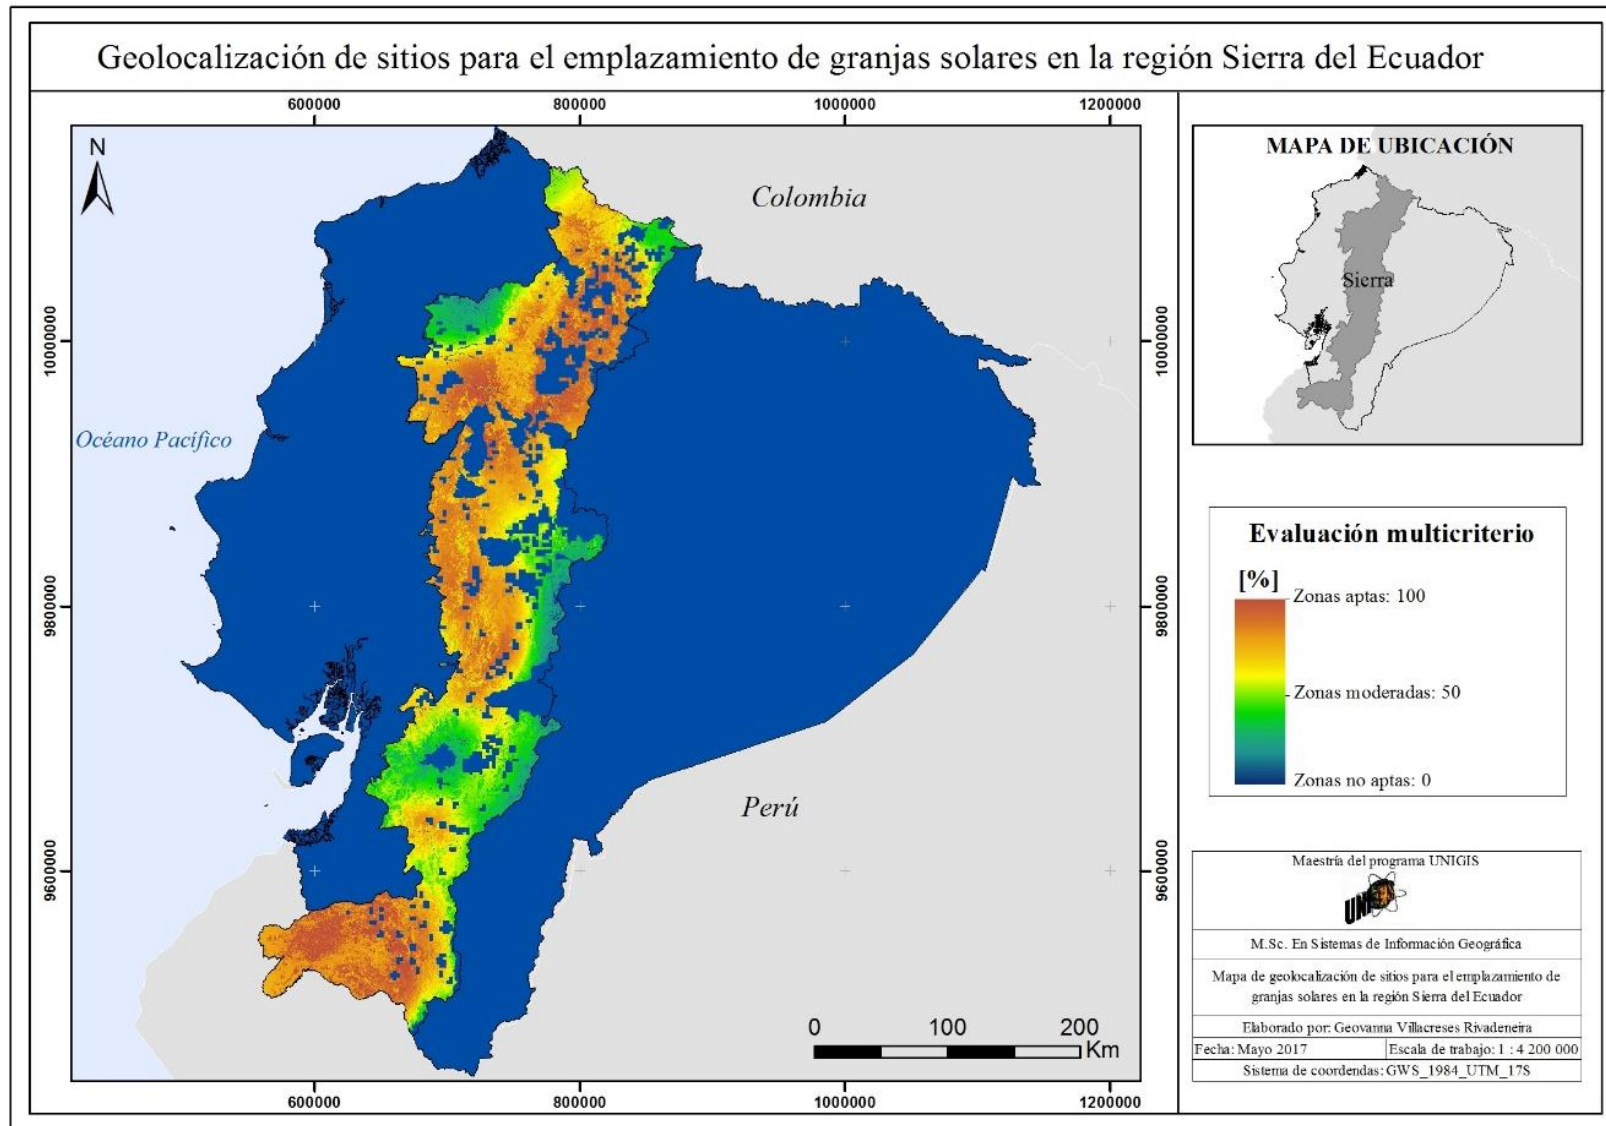 Geolocalización de sitios para el emplazamiento de granjas solares en la región Sierra del Ecuador
600000 800000 1000000 1200000
N
Colombia
Océano Pacífico
Perú
10000000
9800000
9600000
10000000
9800000
9600000
0 100 200
Km
600000 800000 1000000 1200000
MAPA DE UBICACIÓN
Sierra
Evaluación multicriterio
[%]
Zonas aptas: 100
Zonas moderadas: 50
Zonas no aptas: 0
Maestría del programa UNIGIS
UNI
M.Sc. En Sistemas de Información Geográfica
Mapa de geolocalización de sitios para el emplazamiento de
granjas solares en la región Sierra del Ecuador
Elaborado por: Geovanna Villacreses Rivadeneira
Fecha: Mayo 2017 Escala de trabajo: 1 : 4 200 000
Sistema de coordendas: GWS_1984_UTM_17S